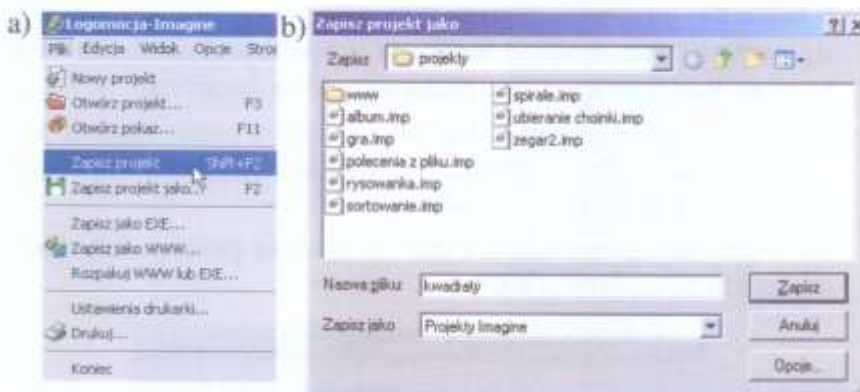 a)
Logomocja-Imagine
Plik Edycja Widok Opcje Stro
Nowy projekt
Otwórz projekt... F3
Otwórz pokaz... F11
Zapisz projekt Shift+F2
Zapisz projekt jako... F2
Zapisz jako EXE...
Zapisz jako WWW...
Rozpakuj WWW lub EXE...
Ustawienia drukarki...
Drukuj...
Koniec
b)
Zapisz projekt jako
Zapisz projekty
www
album.imp
gra.imp
polecenia z pliku.imp
rysowanka.imp
sortowanie.imp
spirale.imp
ubieranie choinki.imp
zegar2.imp
Nazwa pliku: kwadraty Zapisz
Zapisz jako Projekty Imagine Anuluj
Opcje...